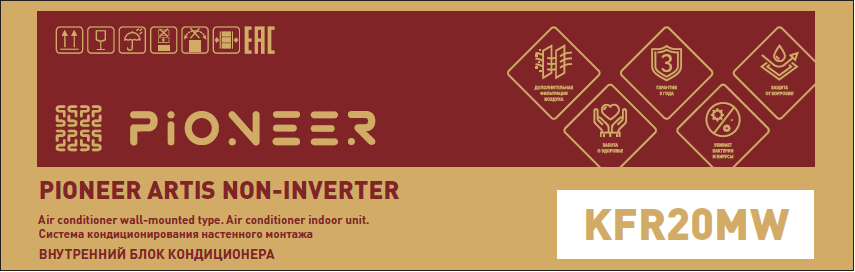 EAC
PiONEER
ДОПОЛНИТЕЛЬНАЯ
ФИЛЬТРАЦИЯ
ВОЗДУХА
3
ГАРАНТИЯ
3 ГОДА
ЗАЩИТА
ОТ КОРРОЗИИ
ЗАБОТА
О ЗДОРОВЬЕ
УБИВАЕТ
БАКТЕРИИ
И ВИРУСЫ
PIONEER ARTIS NON-INVERTER
Air conditioner wall-mounted type. Air conditioner indoor unit.
Система кондиционирования настенного монтажа
ВНУТРЕННИЙ БЛОК КОНДИЦИОНЕРА
KFR20MW